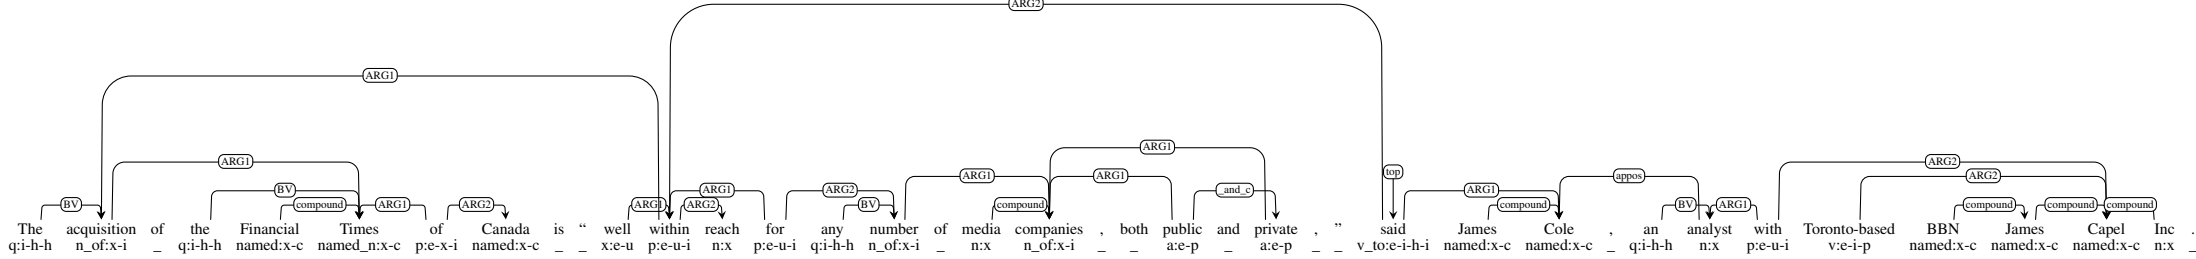 ARG2
ARG1
top
ARG1 ARG1
BV ARG1 ARG2 ARG1 ARG1 _and_c ARG1 appos ARG2 ARG2
BV compound ARG1 ARG2 ARG1 ARG2 BV compound compound BV ARG1 compound compound compound
The acquisition of the Financial Times of Canada is “ well within reach for any number of media companies , both public and private , ” said James Cole , an analyst with Toronto-based BBN James Capel Inc .
q:i-h-h n_of:x-i _ q:i-h-h named:x-c named_n:x-c p:e-x-i named:x-c _ _ x:e-u p:e-u-i n:x p:e-u-i q:i-h-h n_of:x-i _ n:x n_of:x-i _ _ a:e-p _ a:e-p _ _ v_to:e-i-h-i named:x-c named:x-c _ q:i-h-h n:x p:e-u-i v:e-i-p named:x-c named:x-c named:x-c n:x _